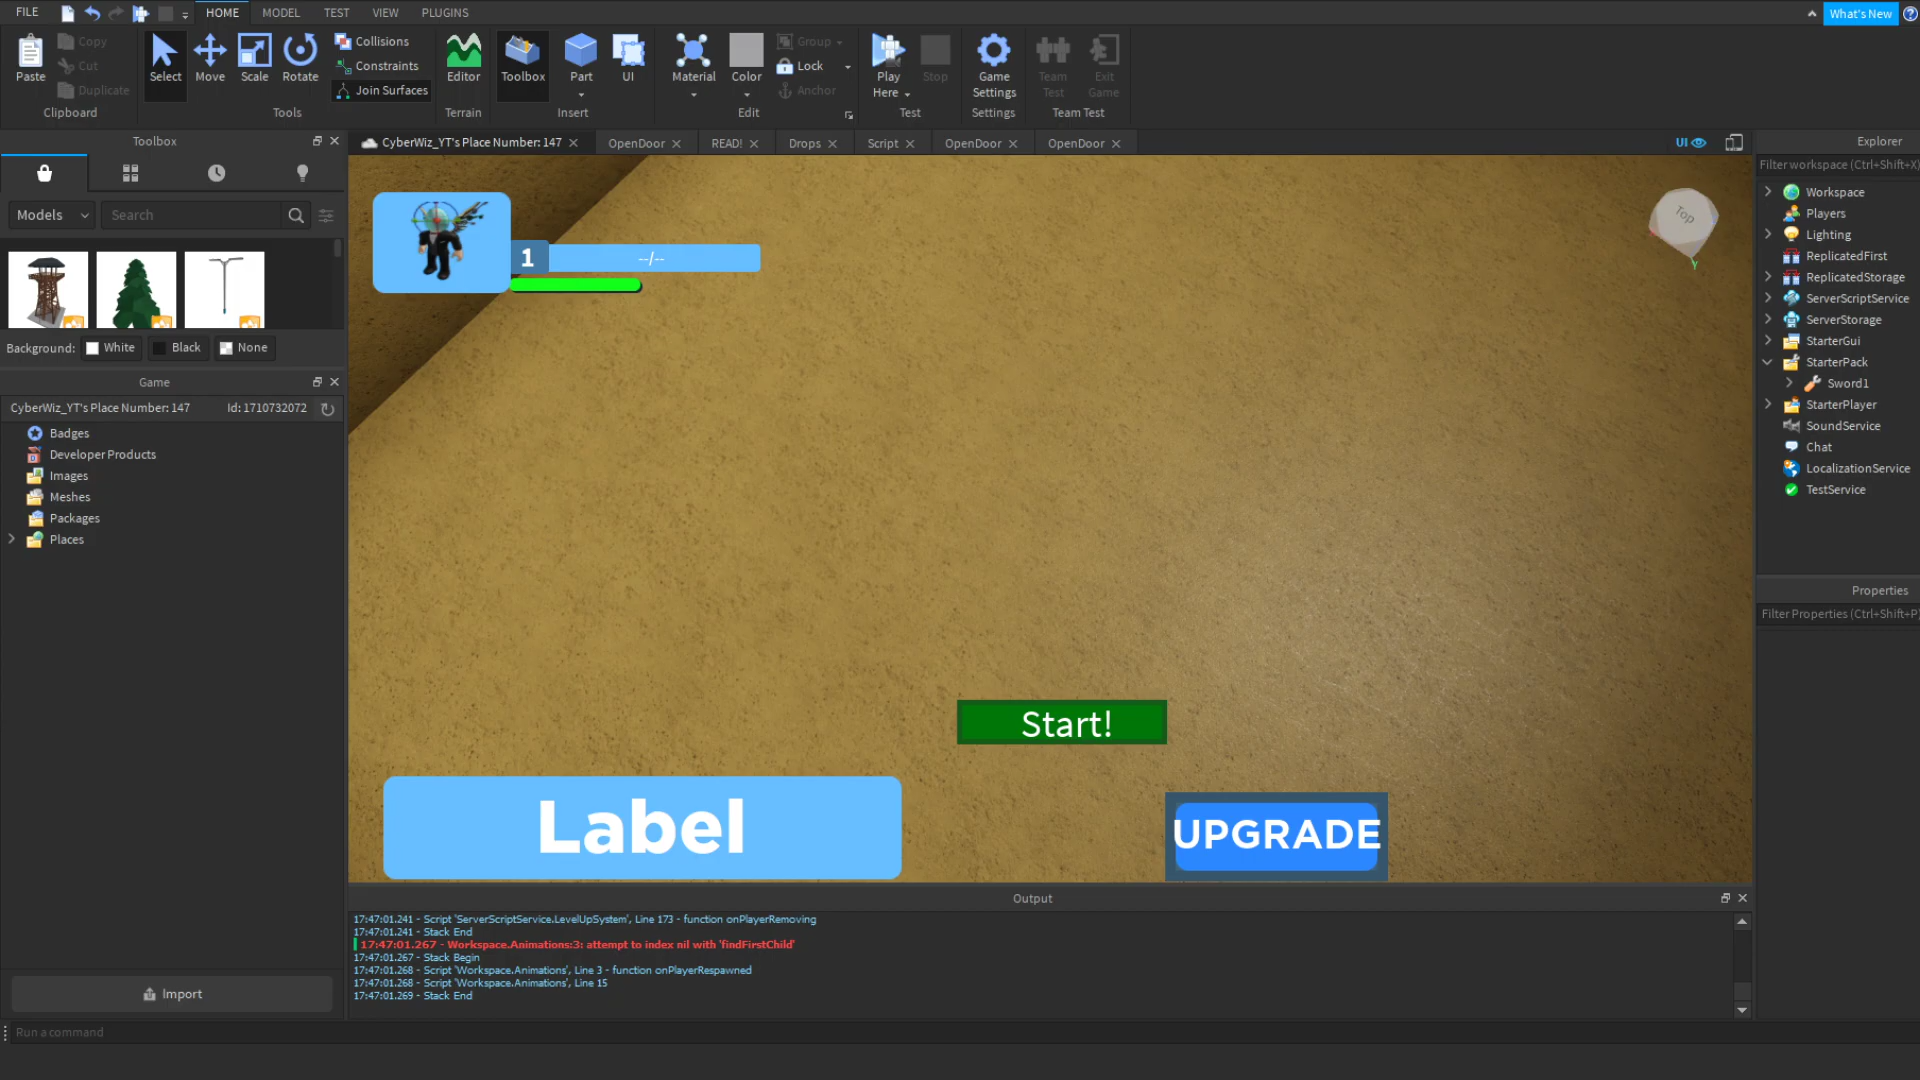 FILE
HOME
MODEL
TEST
VIEW
PLUGINS
What's New
Paste
Copy
Cut
Duplicate
Clipboard
Select
Move
Scale
Rotate
Collisions
Constraints
Join Surfaces
Tools
Editor
Terrain
Toolbox
Part
UI
Insert
Material
Color
Group
Lock
Anchor
Edit
Play
Here
Stop
Test
Game
Settings
Settings
Team
Test
Exit
Game
Team Test
Toolbox
CyberWiz_YT's Place Number: 147
OpenDoor
READ!
Drops
Script
OpenDoor
OpenDoor
UI
Explorer
Filter workspace (Ctrl+Shift+X
Models
Search
Background:
White
Black
None
Game
CyberWiz_YT's Place Number: 147
Id: 1710732072
Badges
Developer Products
Images
Meshes
Packages
Places
Import
1
--/--
Top
Y
Start!
Label
UPGRADE
Workspace
Players
Lighting
ReplicatedFirst
ReplicatedStorage
ServerScriptService
ServerStorage
StarterGui
StarterPack
Sword1
StarterPlayer
SoundService
Chat
LocalizationService
TestService
Properties
Filter Properties (Ctrl+Shift+P
Output
17:47:01.241 - Script 'ServerScriptService.LevelUpSystem', Line 173 - function onPlayerRemoving
17:47:01.241 - Stack End
17:47:01.267 - Workspace.Animations:3: attempt to index nil with 'findFirstChild'
17:47:01.267 - Stack Begin
17:47:01.268 - Script 'Workspace.Animations', Line 3 - function onPlayerRespawned
17:47:01.268 - Script 'Workspace.Animations', Line 15
17:47:01.269 - Stack End
Run a command